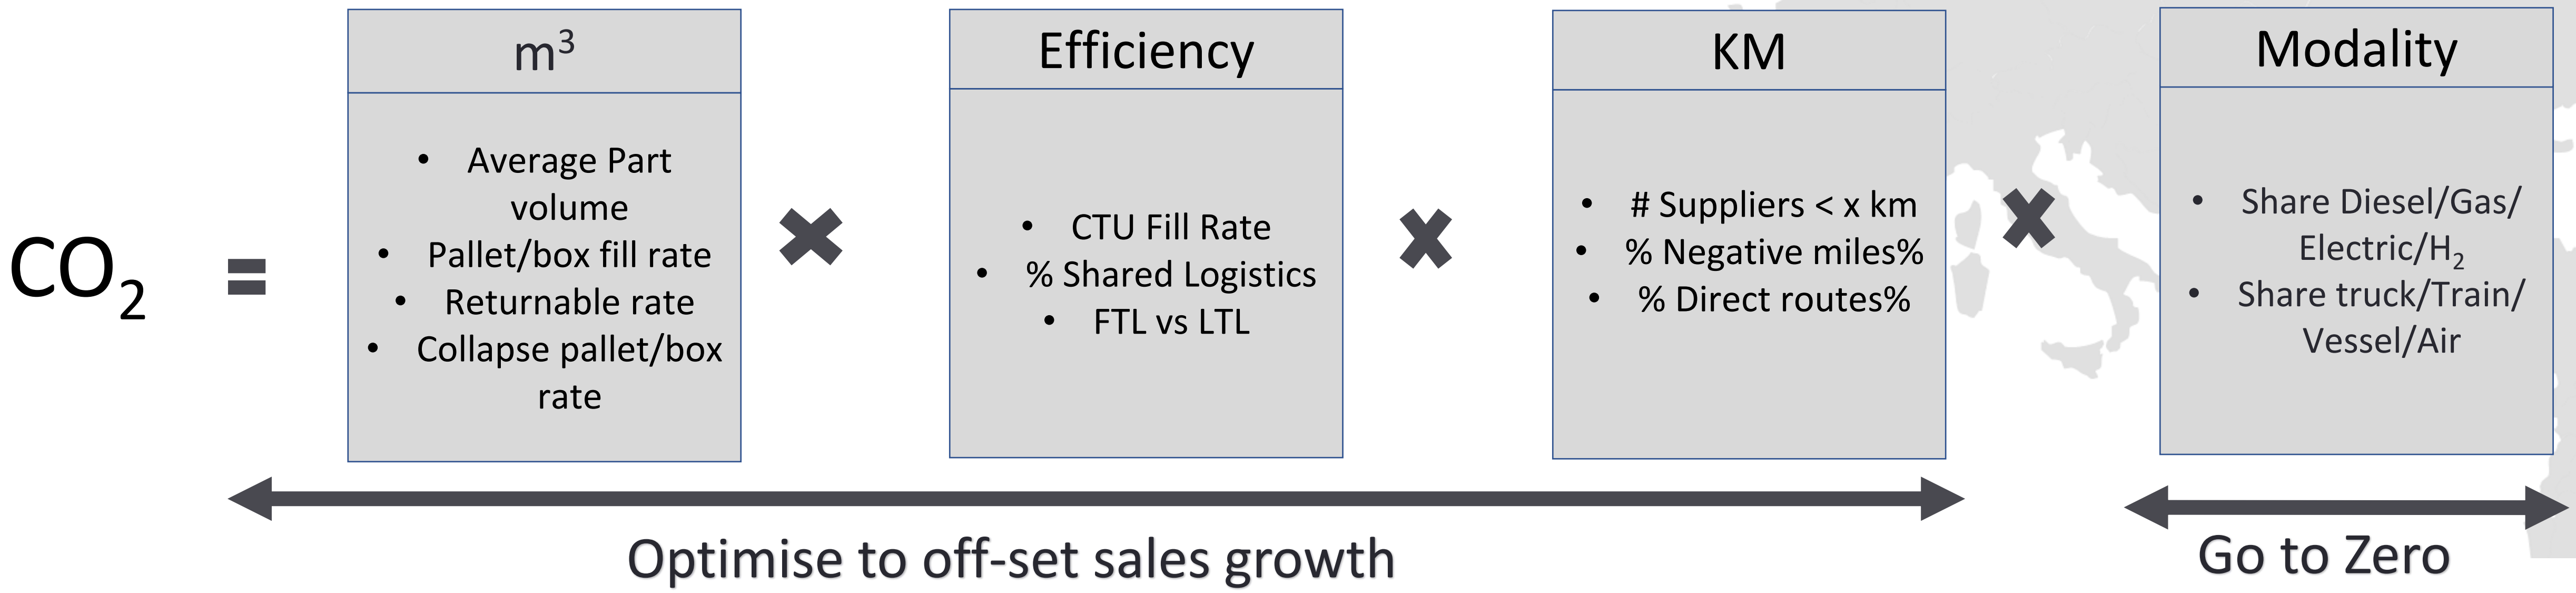 CO₂ =
m³
• Average Part
volume
• Pallet/box fill rate
• Returnable rate
• Collapse pallet/box
rate
Efficiency
• CTU Fill Rate
• % Shared Logistics
• FTL vs LTL
KM
• # Suppliers < x km
• % Negative miles%
• % Direct routes%
Modality
• Share Diesel/Gas/
Electric/H₂
• Share truck/Train/
Vessel/Air
Optimise to off-set sales growth
Go to Zero